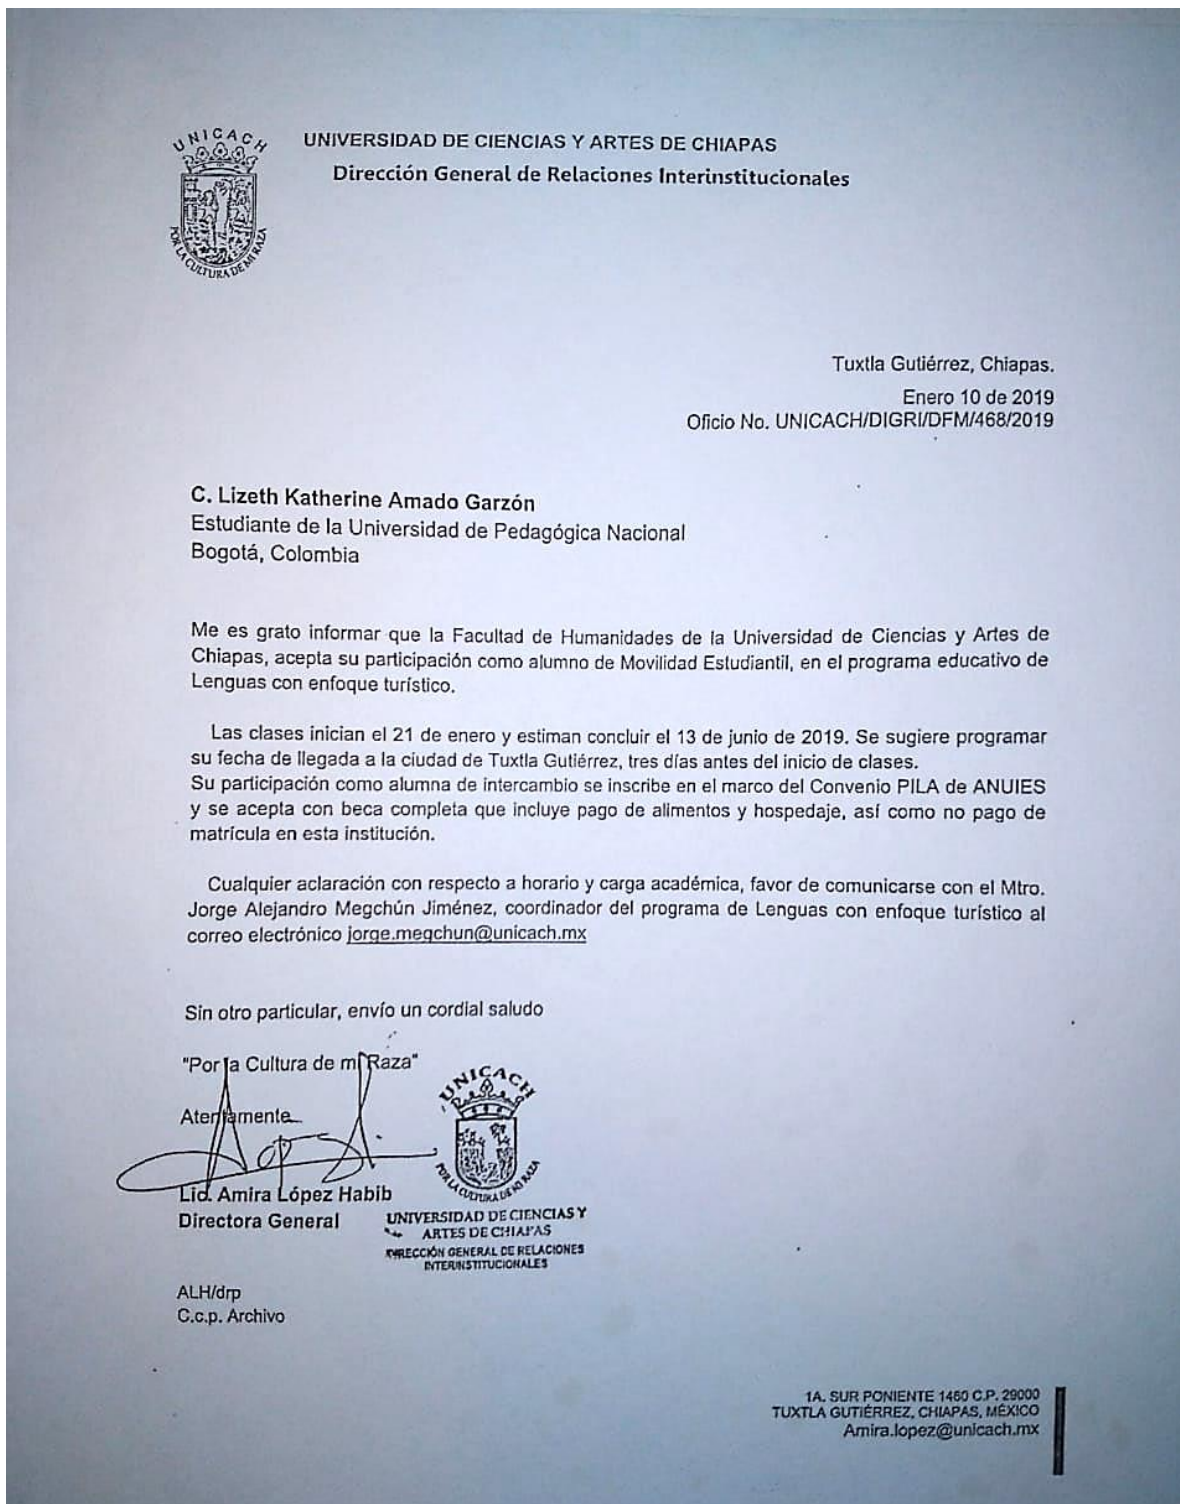 UNICACH
POR LA CULTURA DE MI RAZA
UNIVERSIDAD DE CIENCIAS Y ARTES DE CHIAPAS
Dirección General de Relaciones Interinstitucionales
Tuxtla Gutiérrez, Chiapas.
Enero 10 de 2019
Oficio No. UNICACH/DIGRI/DFM/468/2019
C. Lizeth Katherine Amado Garzón
Estudiante de la Universidad de Pedagógica Nacional
Bogotá, Colombia
Me es grato informar que la Facultad de Humanidades de la Universidad de Ciencias y Artes de
Chiapas, acepta su participación como alumno de Movilidad Estudiantil, en el programa educativo de
Lenguas con enfoque turístico.
Las clases inician el 21 de enero y estiman concluir el 13 de junio de 2019. Se sugiere programar
su fecha de llegada a la ciudad de Tuxtla Gutiérrez, tres días antes del inicio de clases.
Su participación como alumna de intercambio se inscribe en el marco del Convenio PILA de ANUIES
y se acepta con beca completa que incluye pago de alimentos y hospedaje, así como no pago de
matrícula en esta institución.
Cualquier aclaración con respecto a horario y carga académica, favor de comunicarse con el Mtro.
Jorge Alejandro Megchún Jiménez, coordinador del programa de Lenguas con enfoque turístico al
correo electrónico jorge.megchun@unicach.mx
Sin otro particular, envío un cordial saludo
"Por la Cultura de mi Raza"
Atentamente
Lic. Amira López Habib
Directora General
UNICACH
POR LA CULTURA DE MI RAZA
UNIVERSIDAD DE CIENCIAS Y
ARTES DE CHIAPAS
DIRECCIÓN GENERAL DE RELACIONES
INTERINSTITUCIONALES
ALH/drp
C.c.p. Archivo
1A. SUR PONIENTE 1460 C.P. 29000
TUXTLA GUTIÉRREZ, CHIAPAS, MÉXICO
Amira.lopez@unicach.mx